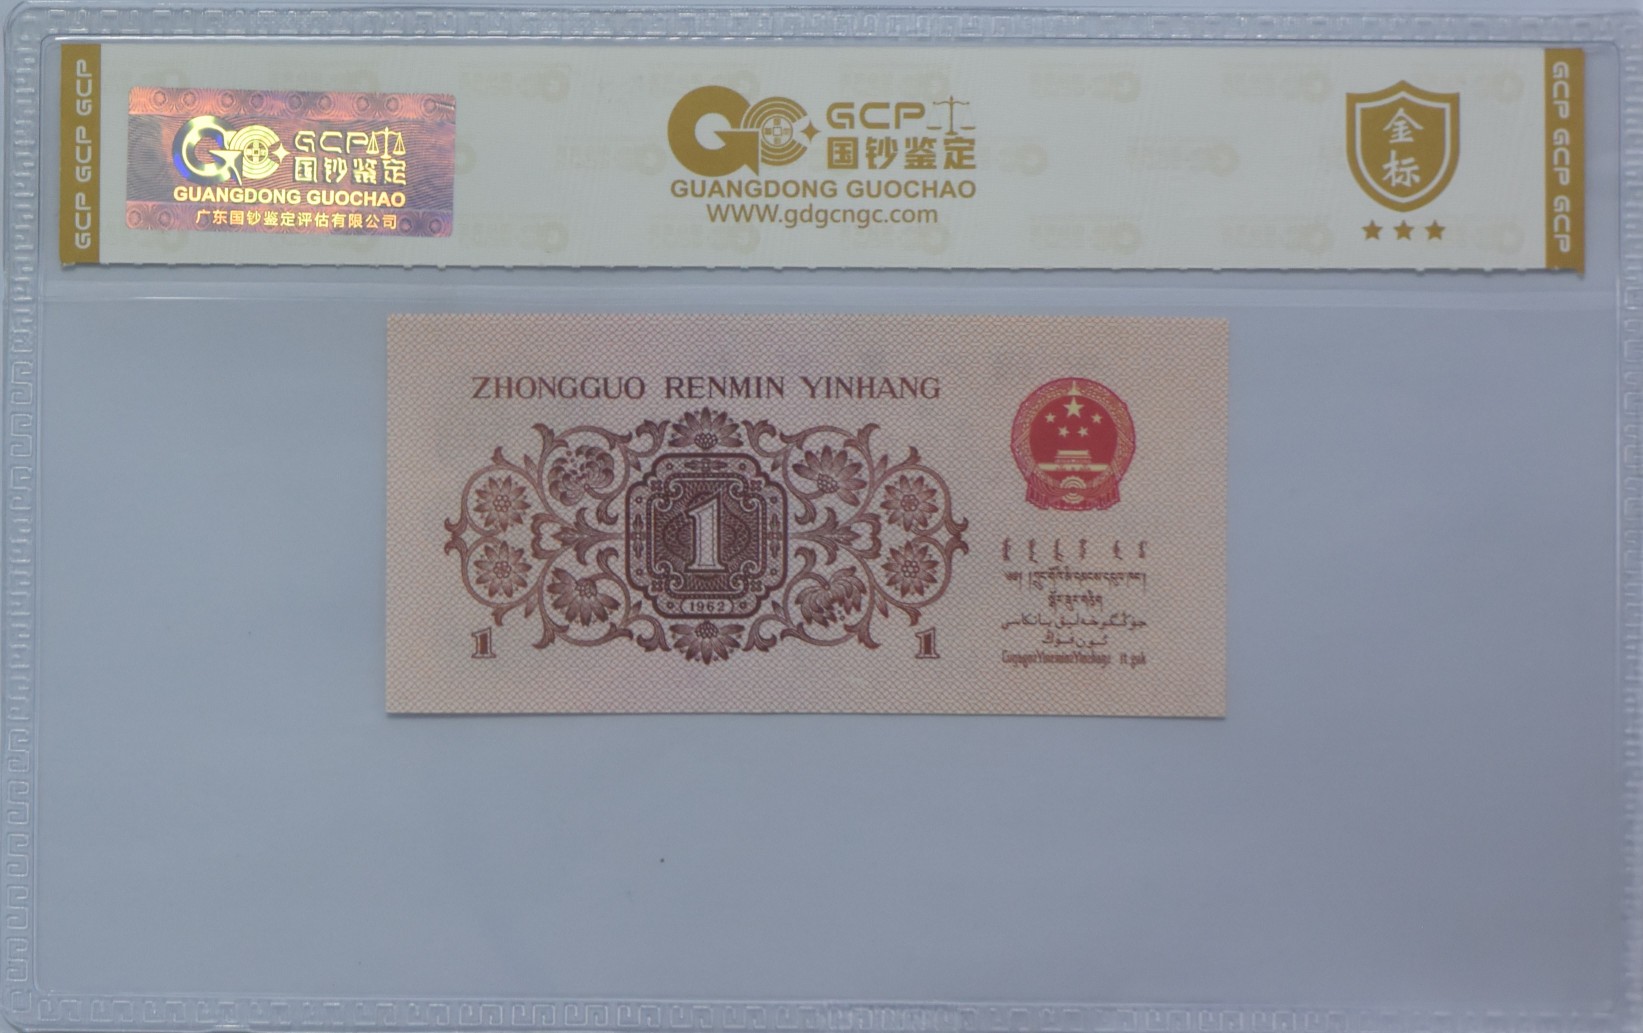 GCP GCP GCP
GCP
国钞鉴定
GUANGDONG GUOCHAO
广东国钞鉴定评估有限公司
GCP
国钞鉴定
GUANGDONG GUOCHAO
WWW.gdgcngc.com
金标
GCP GCP GCP
ZHONGGUO RENMIN YINHANG
1
1962
1
1